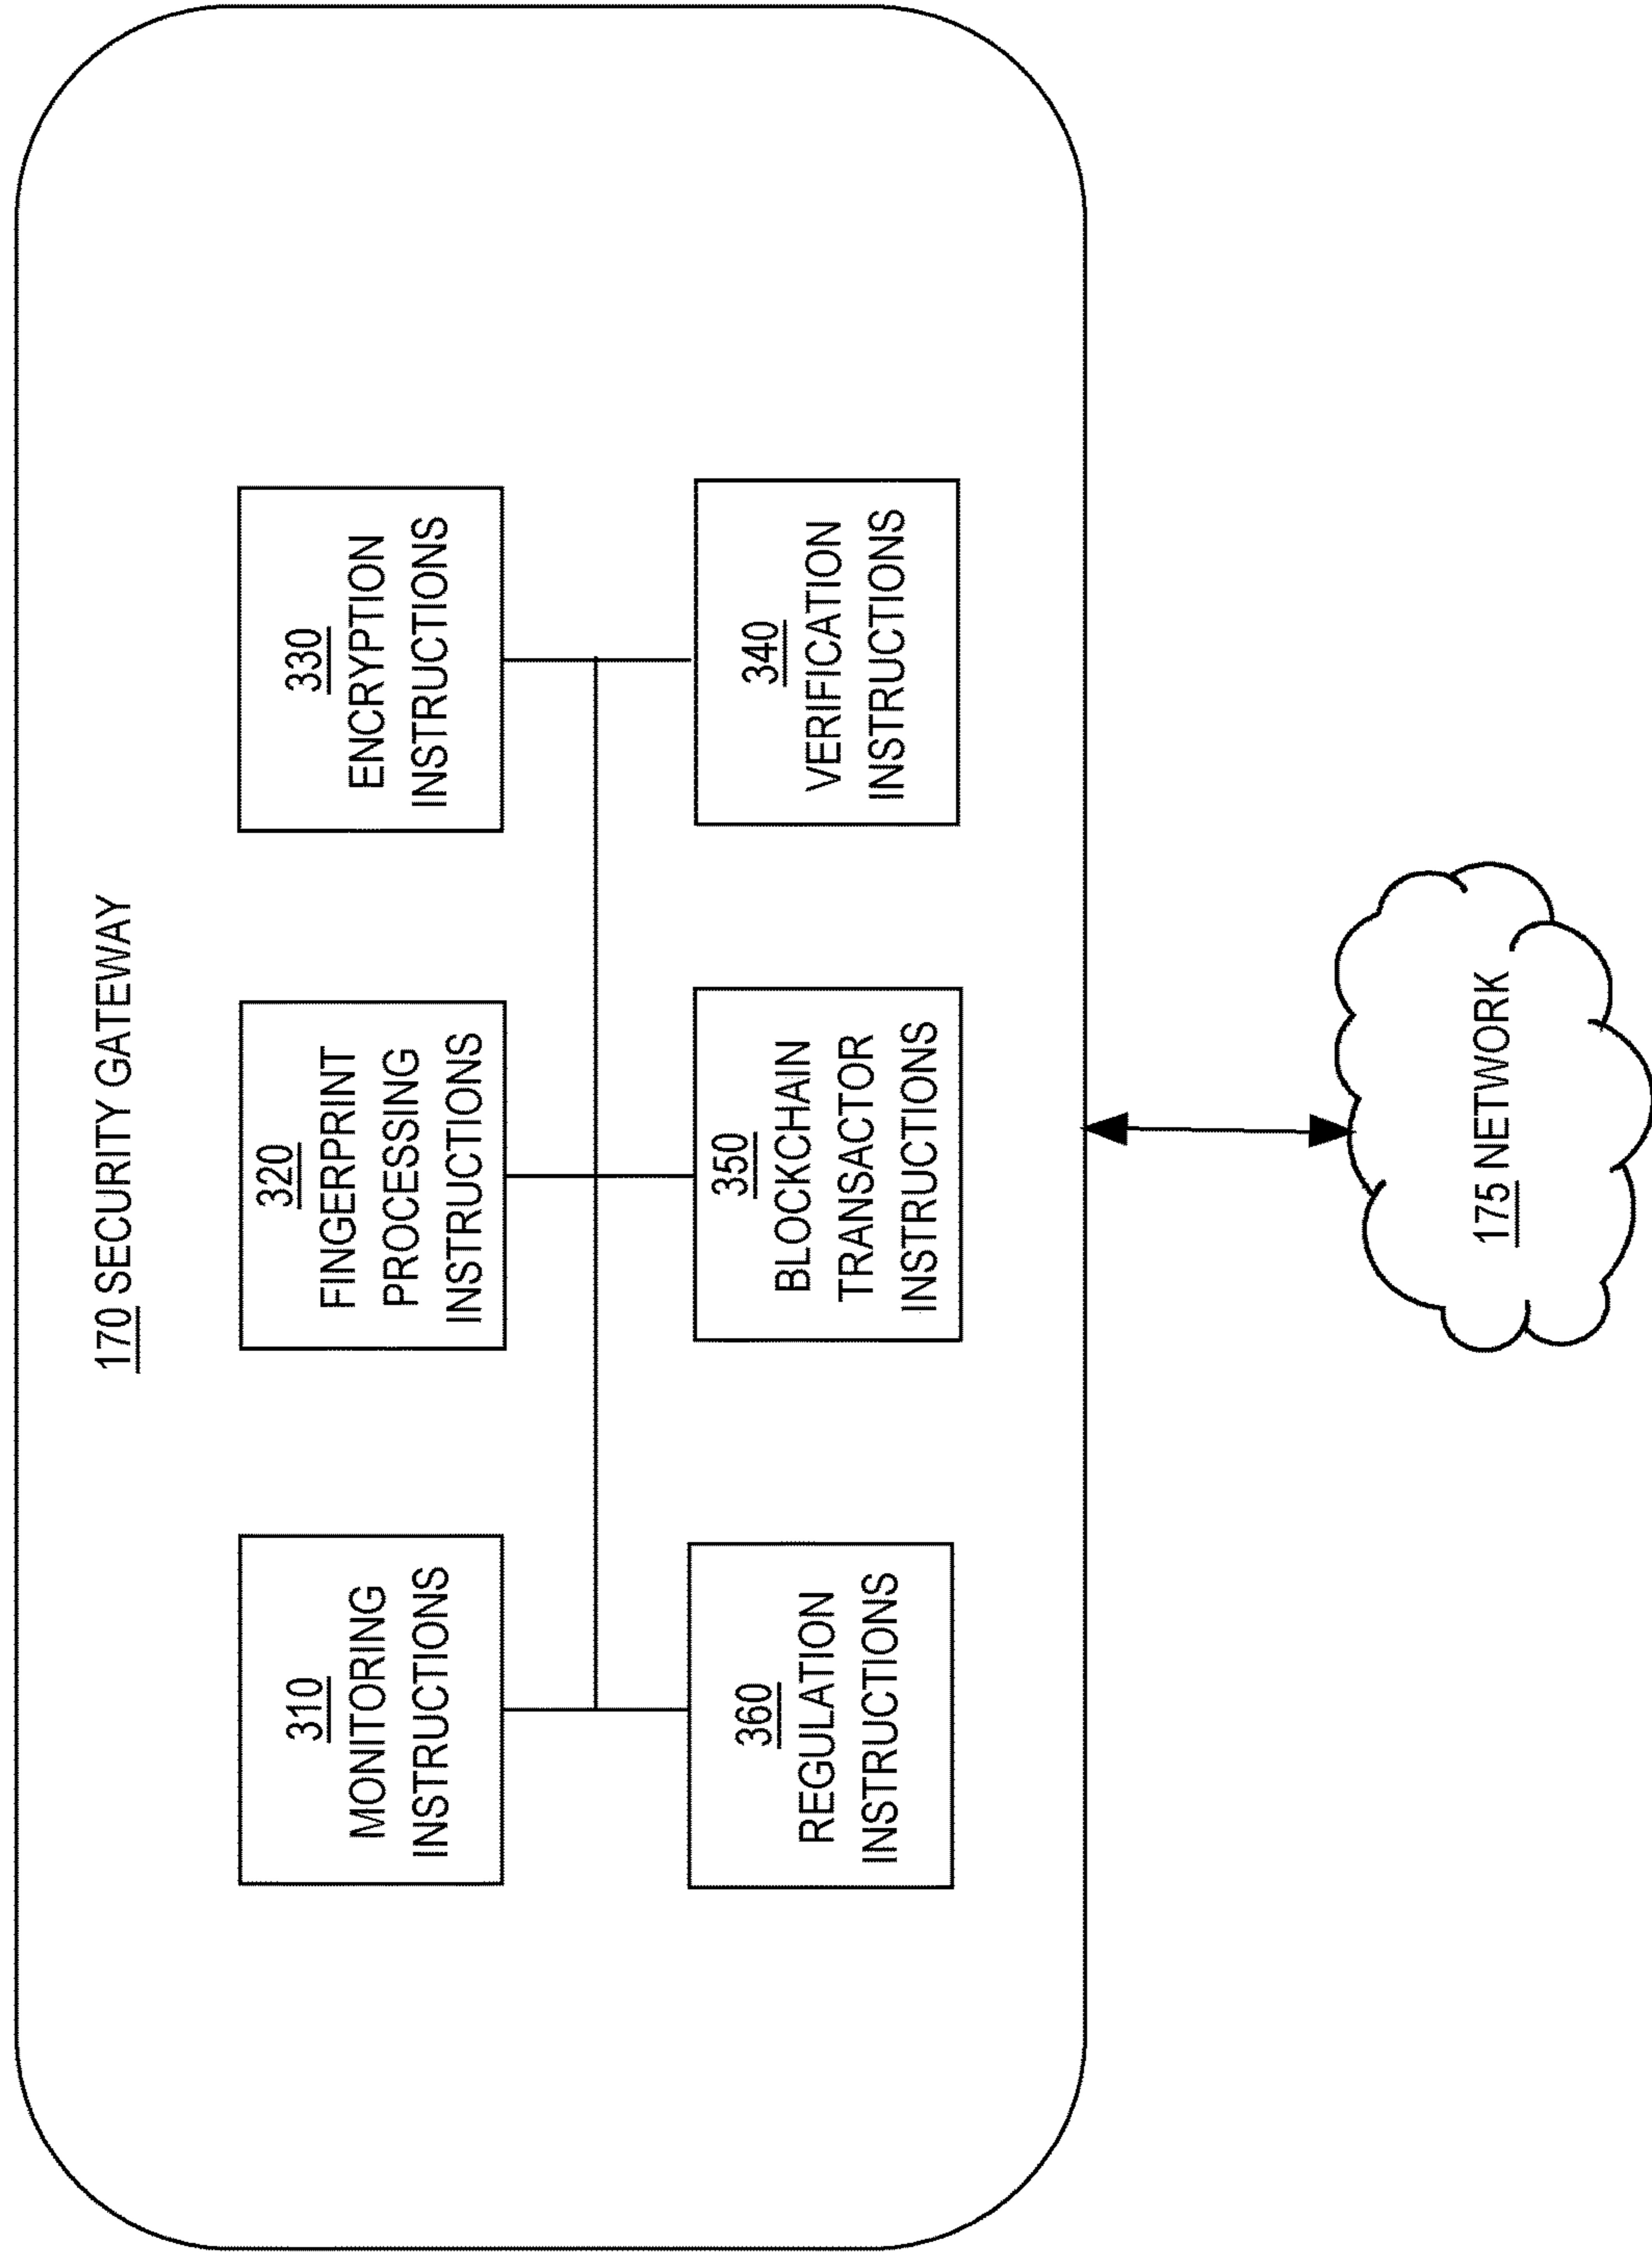 170 SECURITY GATEWAY
310
MONITORING
INSTRUCTIONS
320
FINGERPRINT
PROCESSING
INSTRUCTIONS
330
ENCRYPTION
INSTRUCTIONS
360
REGULATION
INSTRUCTIONS
350
BLOCKCHAIN
TRANSACTOR
INSTRUCTIONS
340
VERIFICATION
INSTRUCTIONS
175 NETWORK